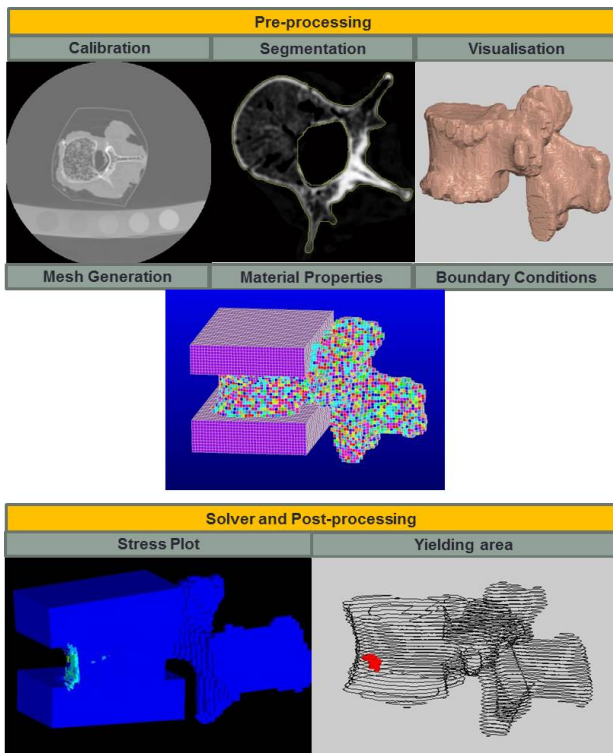 Pre-processing
Calibration Segmentation Visualisation
Mesh Generation Material Properties Boundary Conditions
Solver and Post-processing
Stress Plot Yielding area